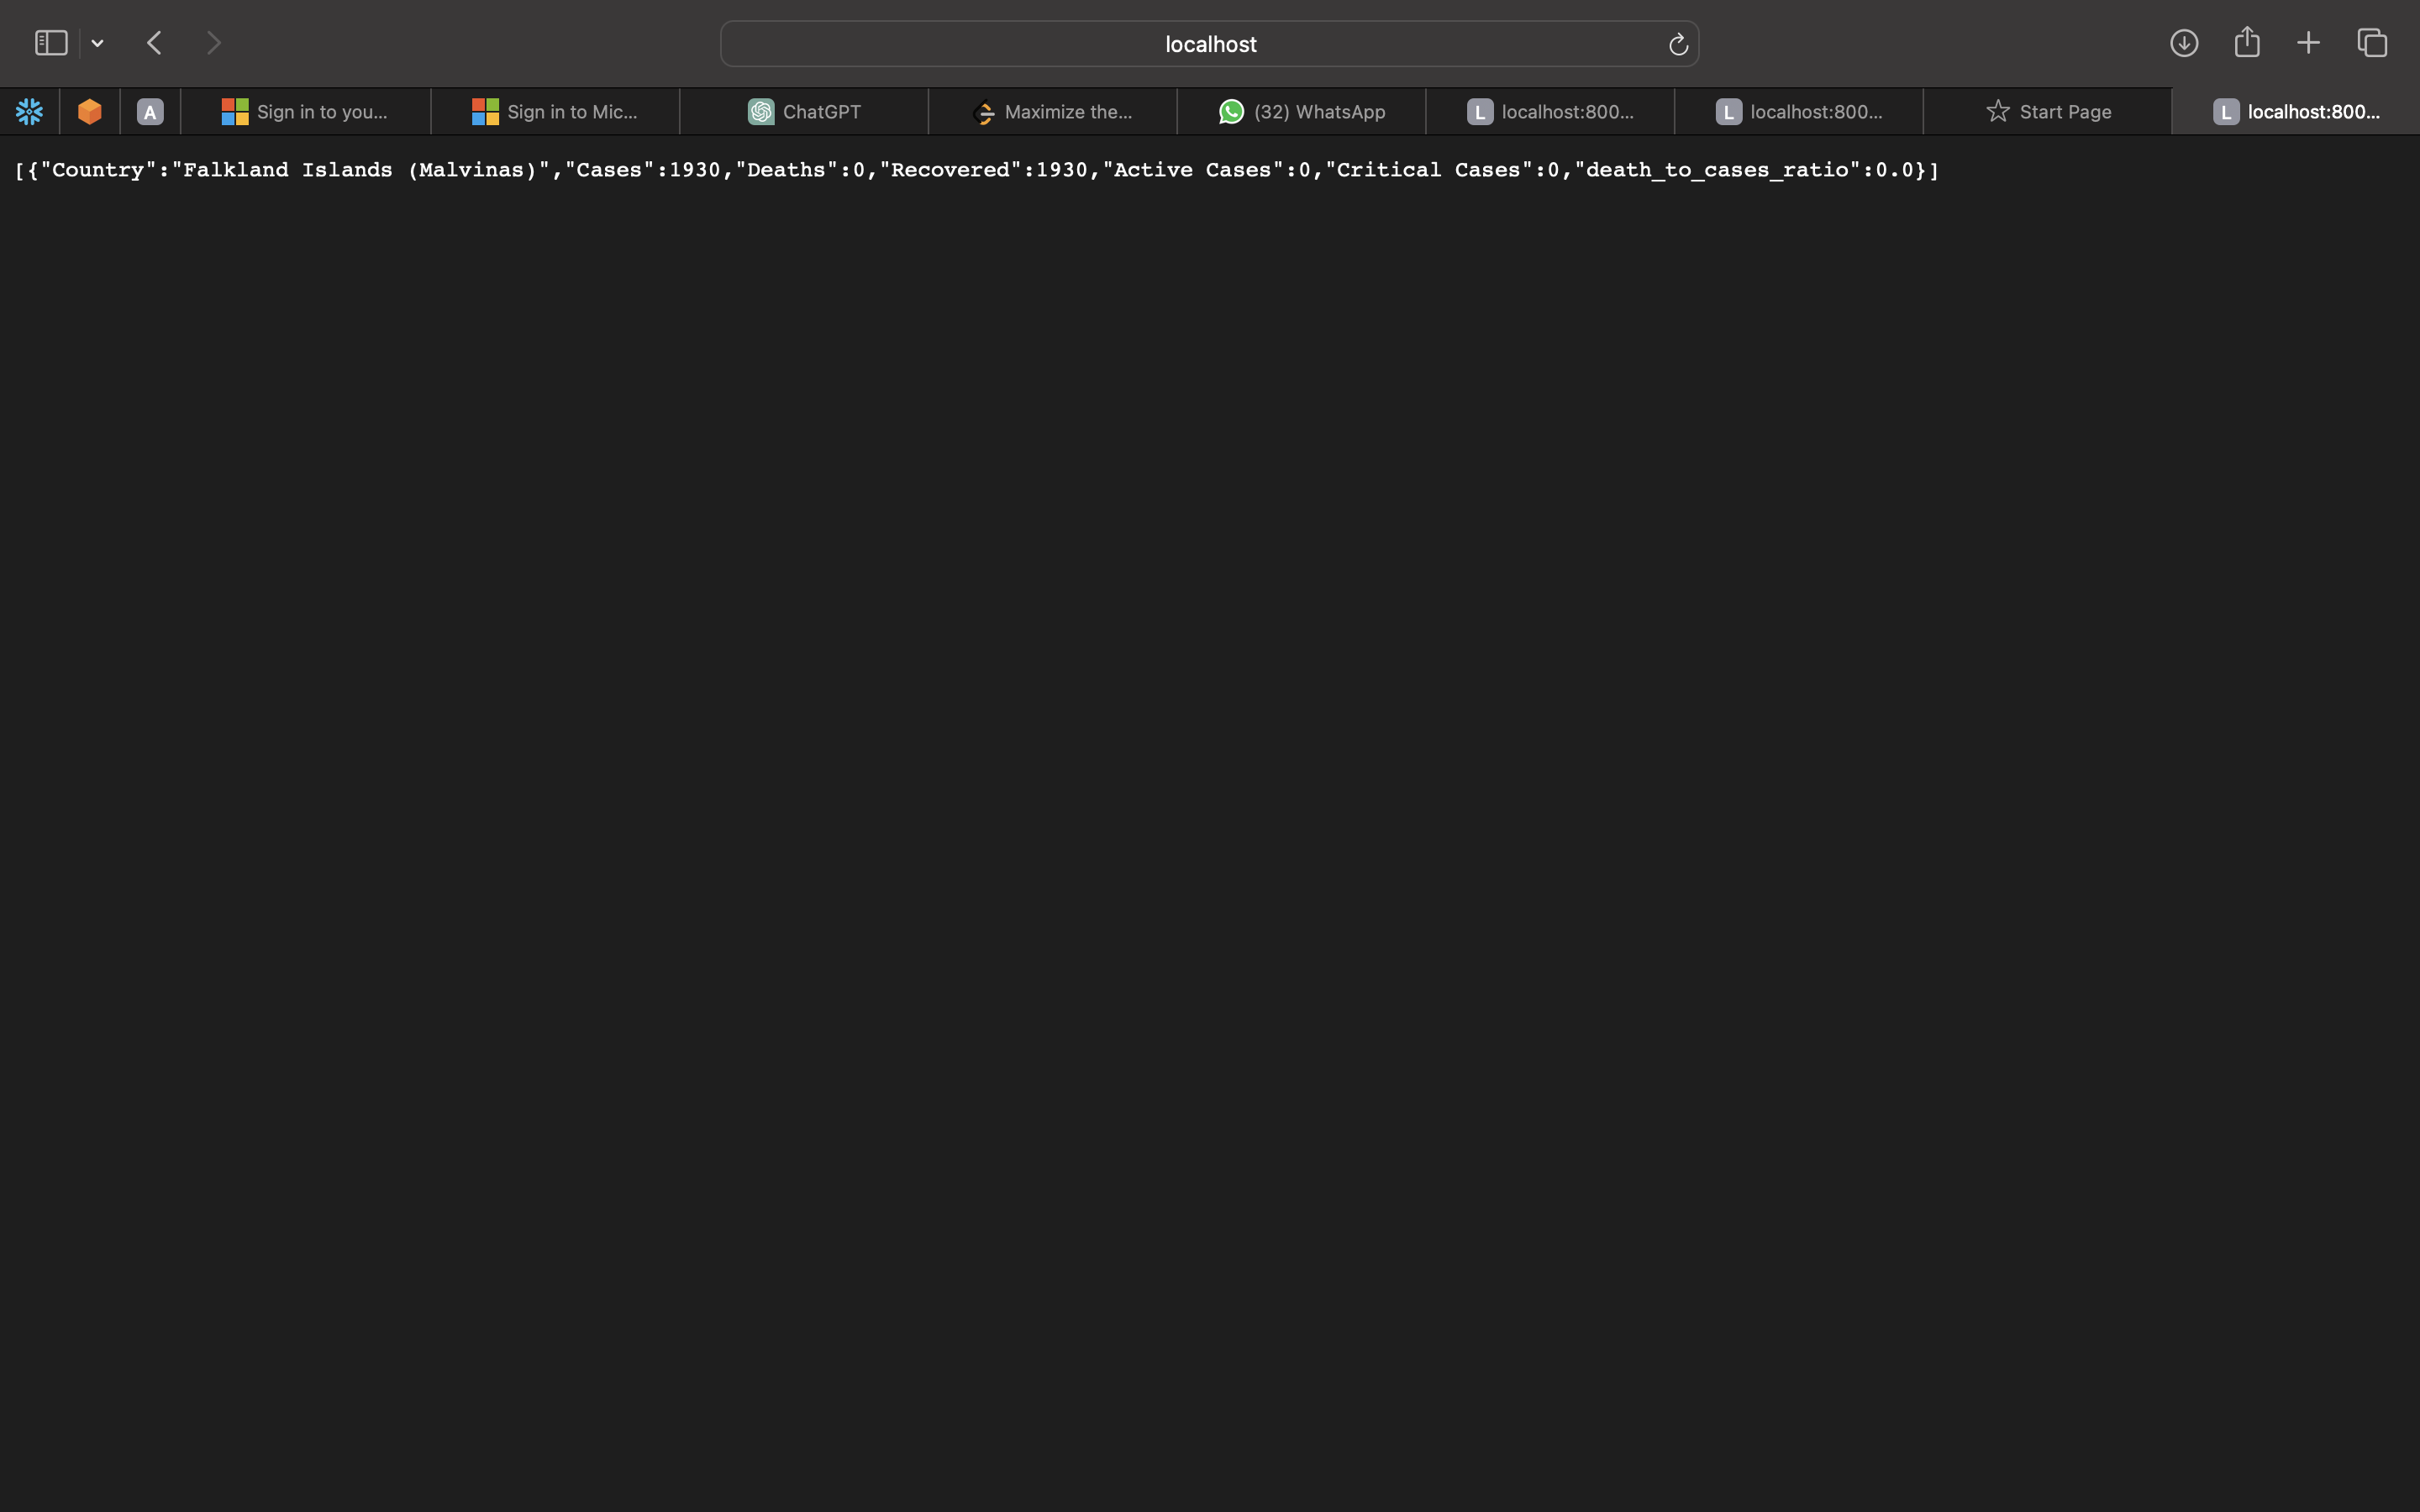 localhost
A
Sign in to you...
Sign in to Mic...
ChatGPT
Maximize the...
(32) WhatsApp
L localhost:800...
L localhost:800...
Start Page
L localhost:800...
[{"Country":"Falkland Islands (Malvinas)","Cases":1930,"Deaths":0,"Recovered":1930,"Active Cases":0,"Critical Cases":0,"death_to_cases_ratio":0.0}]